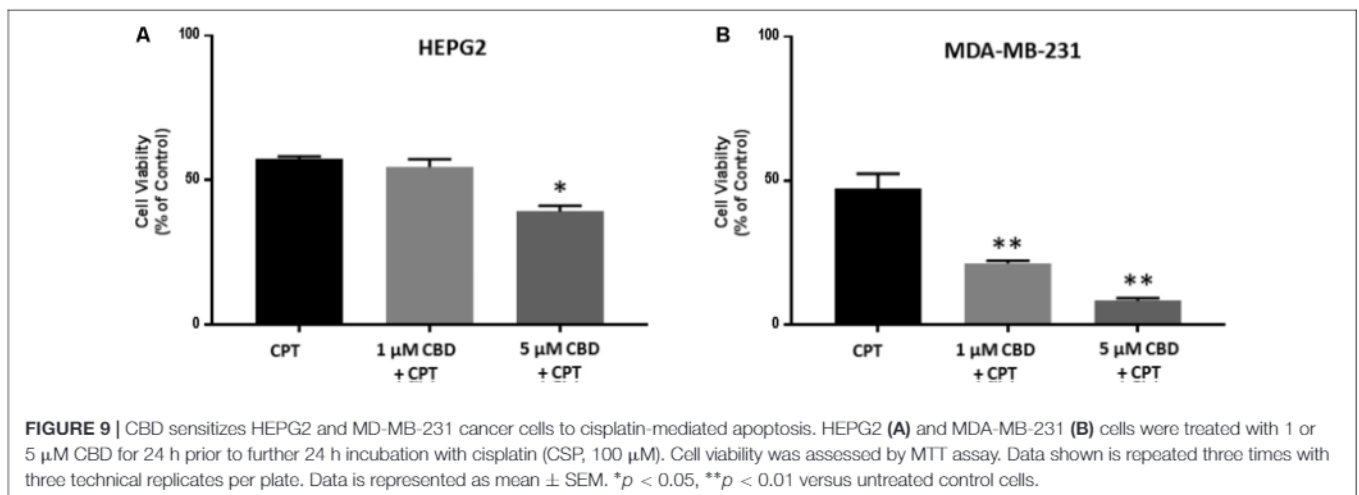 A
HEPG2
100
50
0
Cell Viability
(% of Control)
*
CPT
1 μM CBD
+ CPT
5 μM CBD
+ CPT
B
MDA-MB-231
100
50
0
Cell Viability
(% of Control)
**
**
CPT
1 μM CBD
+ CPT
5 μM CBD
+ CPT
FIGURE 9 | CBD sensitizes HEPG2 and MD-MB-231 cancer cells to cisplatin-mediated apoptosis. HEPG2 (A) and MDA-MB-231 (B) cells were treated with 1 or
5 μM CBD for 24 h prior to further 24 h incubation with cisplatin (CSP, 100 μM). Cell viability was assessed by MTT assay. Data shown is repeated three times with
three technical replicates per plate. Data is represented as mean ± SEM. *p < 0.05, **p < 0.01 versus untreated control cells.